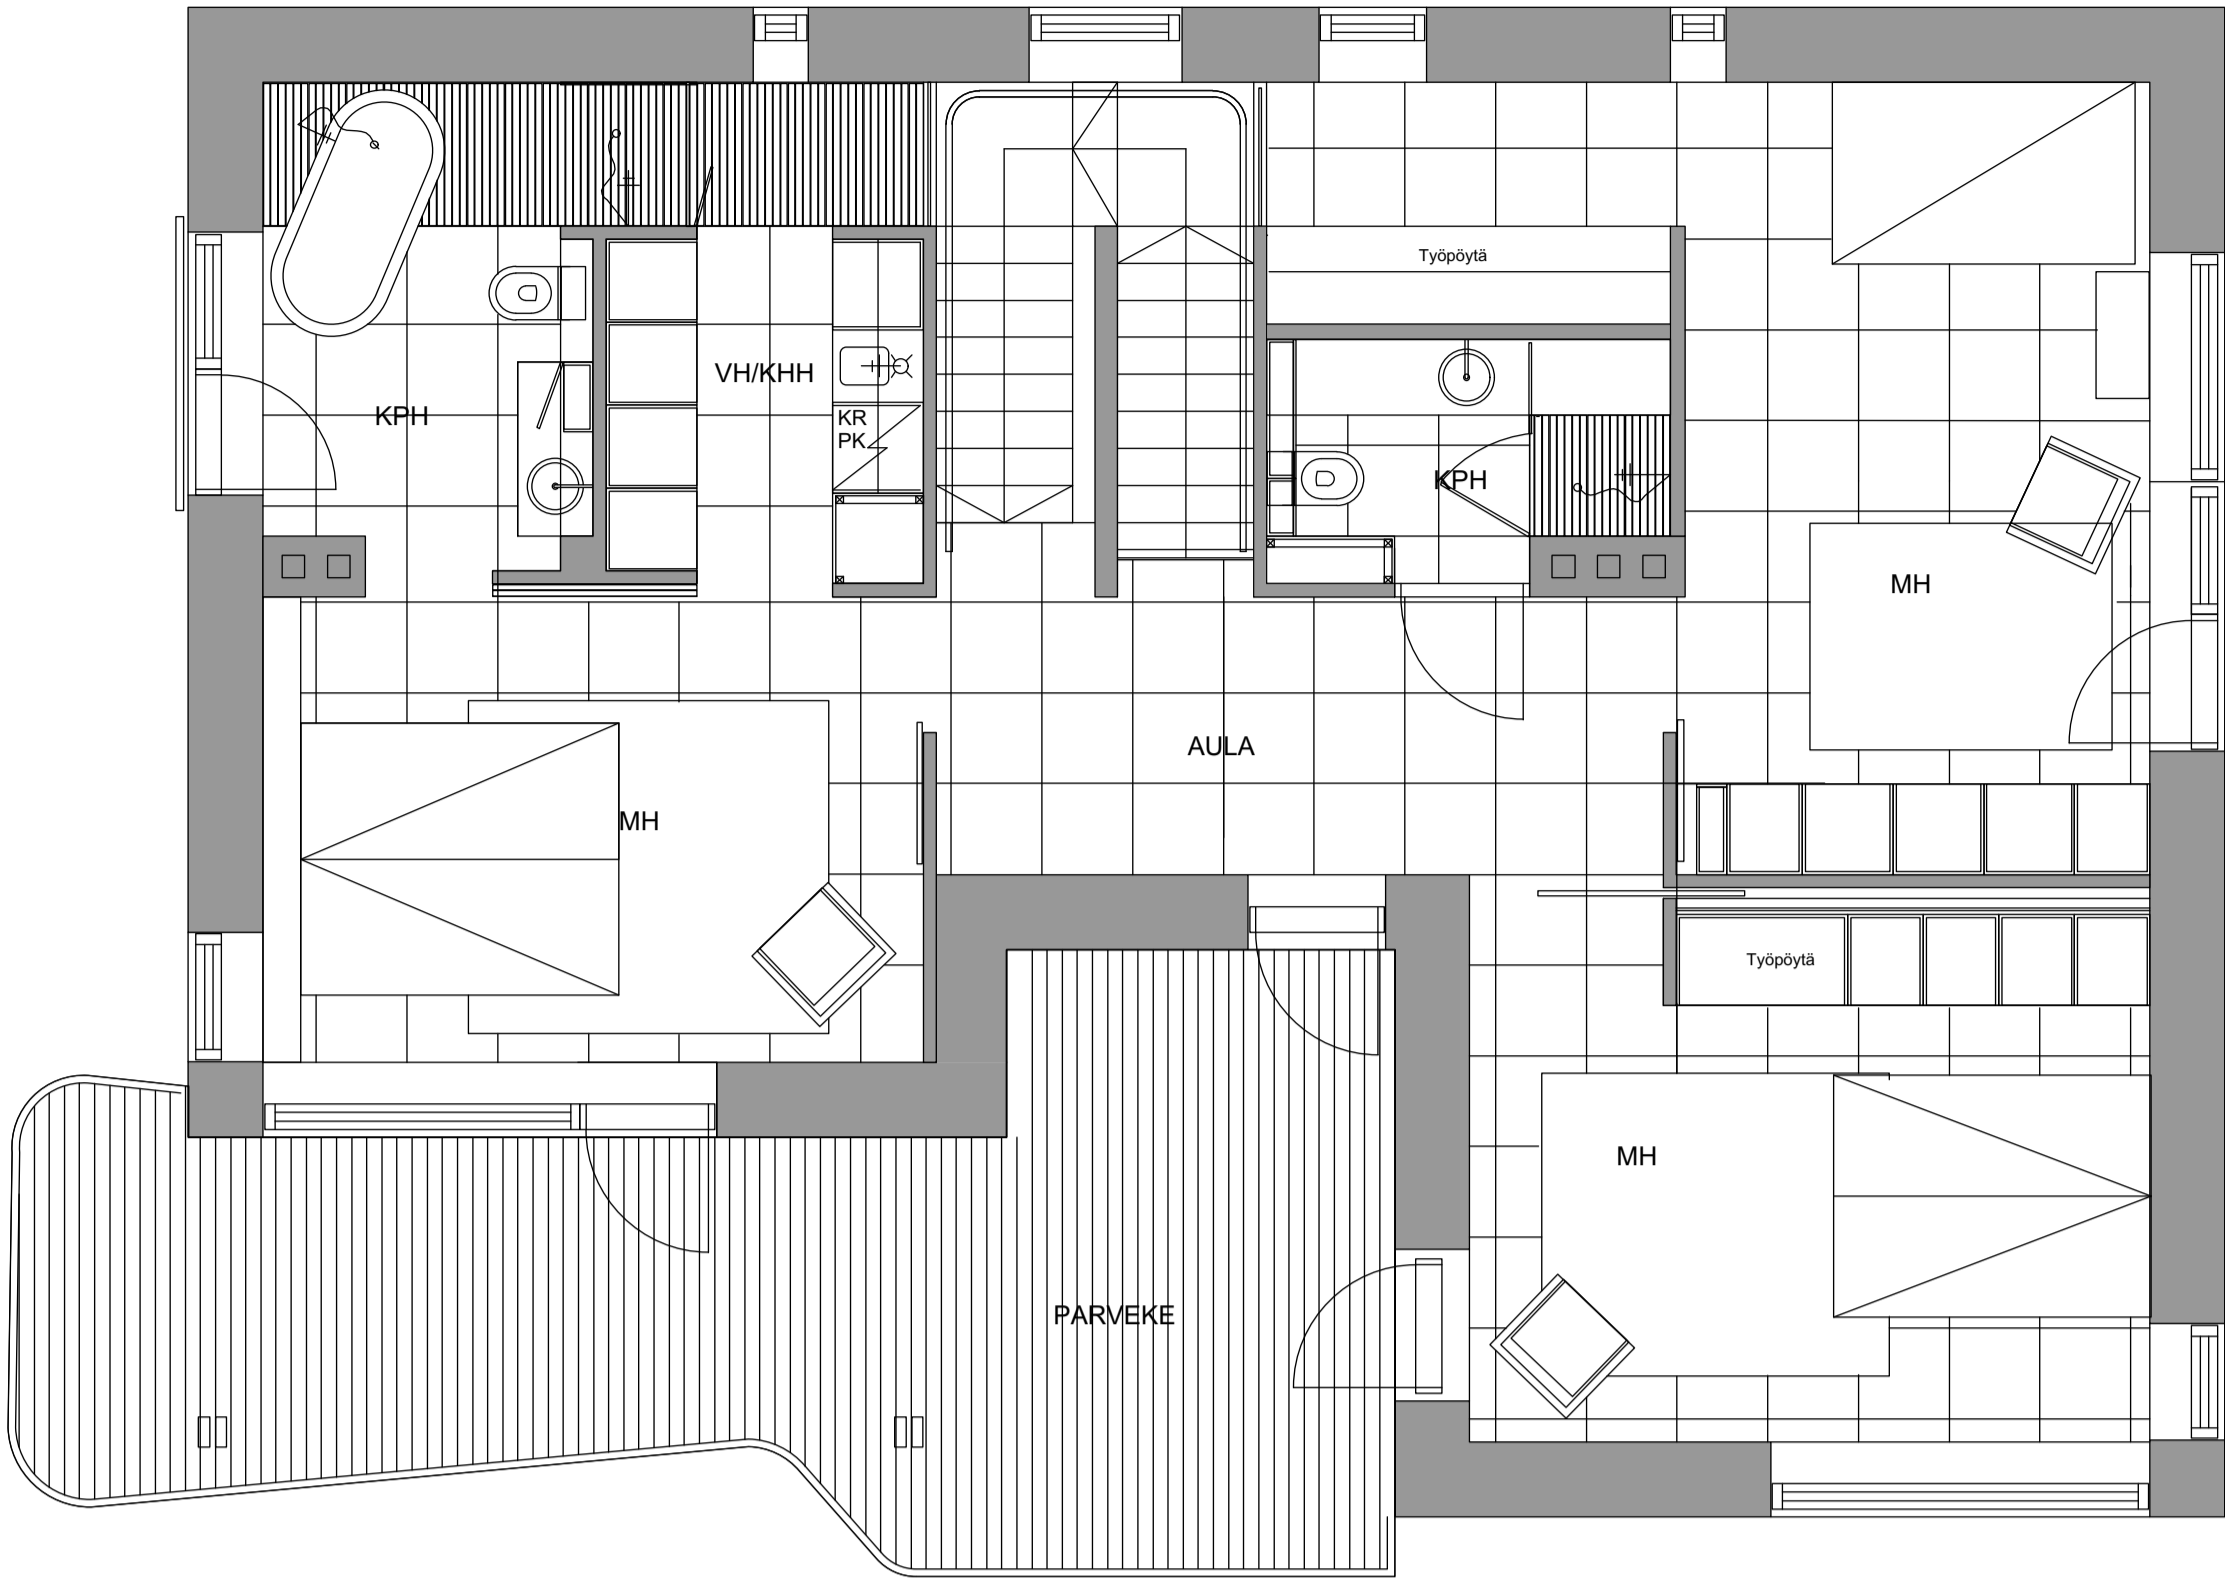 Työpöytä
VH/KHH
KPH
KR
PK
KPH
MH
AULA
MH
Työpöytä
MH
PARVEKE